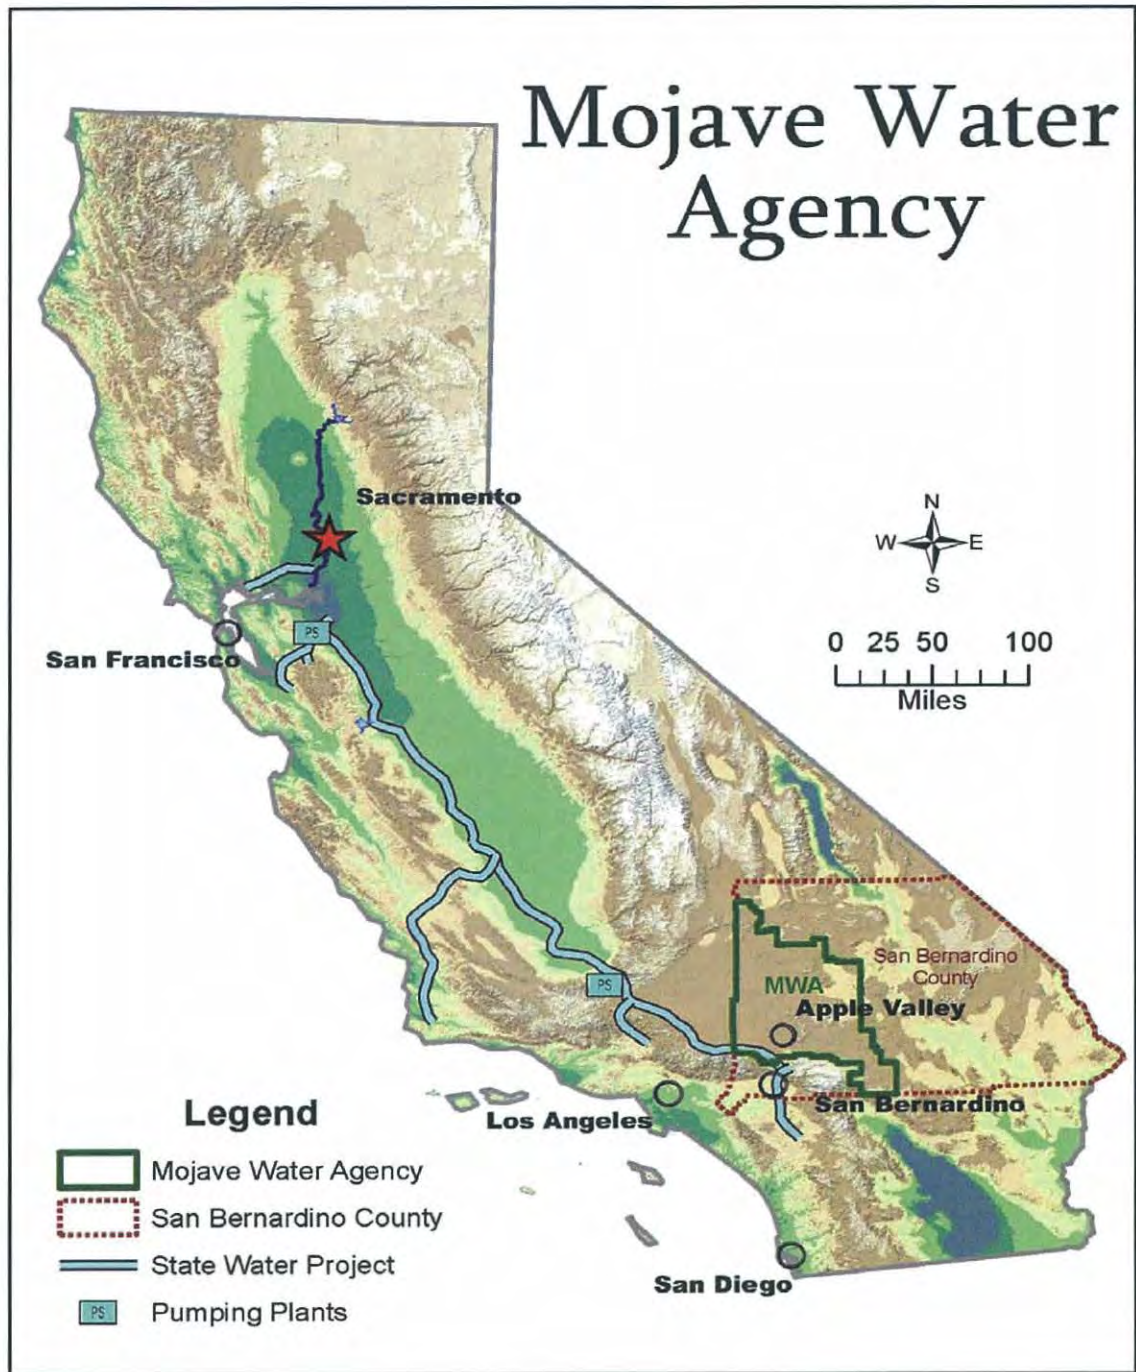 Mojave Water
Agency
Sacramento
N
W E
S
PS
San Francisco
0 25 50 100
Miles
San Bernardino
County
PS
MWA
Apple Valley
Los Angeles
San Bernardino
Legend
Mojave Water Agency
San Bernardino County
State Water Project
San Diego
PS Pumping Plants